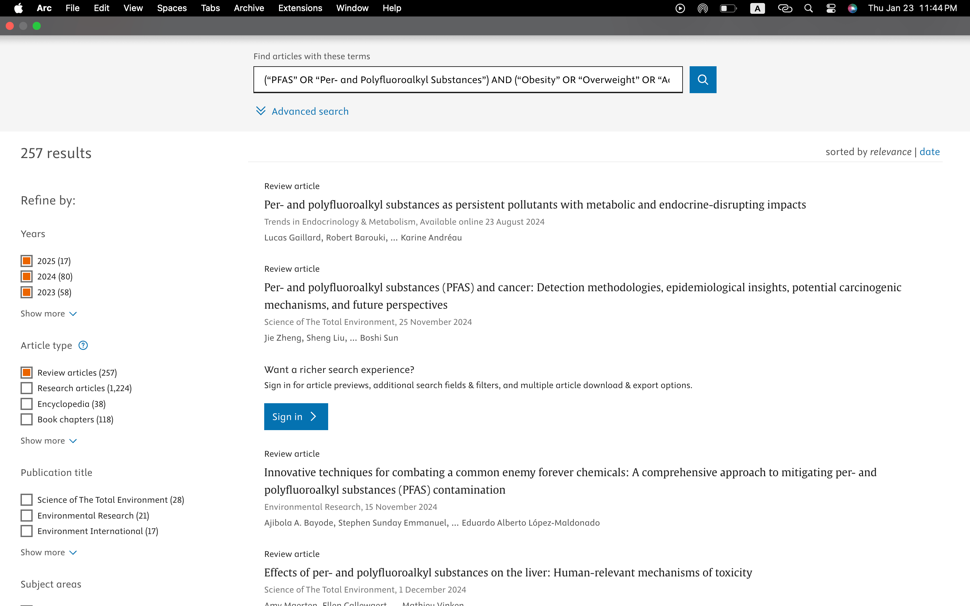 Arc File Edit View Spaces Tabs Archive Extensions Window Help A Thu Jan 23 11:44 PM
Find articles with these terms
("PFAS" OR “Per- and Polyfluoroalkyl Substances”) AND (“Obesity” OR “Overweight” OR
Advanced search
257 results
sorted by relevance | date
Refine by:
Years
2025 (17)
2024 (80)
2023 (58)
Show more
Article type ?
Review articles (257)
Research articles (1,224)
Encyclopedia (38)
Book chapters (118)
Show more
Publication title
Science of The Total Environment (28)
Environmental Research (21)
Environment International (17)
Show more
Subject areas
Review article
Per- and polyfluoroalkyl substances as persistent pollutants with metabolic and endocrine-disrupting impacts
Trends in Endocrinology & Metabolism, Available online 23 August 2024
Lucas Gaillard, Robert Barouki, ... Karine Andréau
Review article
Per- and polyfluoroalkyl substances (PFAS) and cancer: Detection methodologies, epidemiological insights, potential carcinogenic
mechanisms, and future perspectives
Science of The Total Environment, 25 November 2024
Jie Zheng, Sheng Liu, ... Boshi Sun
Want a richer search experience?
Sign in for article previews, additional search fields & filters, and multiple article download & export options.
Sign in
Review article
Innovative techniques for combating a common enemy forever chemicals: A comprehensive approach to mitigating per- and
polyfluoroalkyl substances (PFAS) contamination
Environmental Research, 15 November 2024
Ajibola A. Bayode, Stephen Sunday Emmanuel, ... Eduardo Alberto López-Maldonado
Review article
Effects of per- and polyfluoroalkyl substances on the liver: Human-relevant mechanisms of toxicity
Science of The Total Environment, 1 December 2024